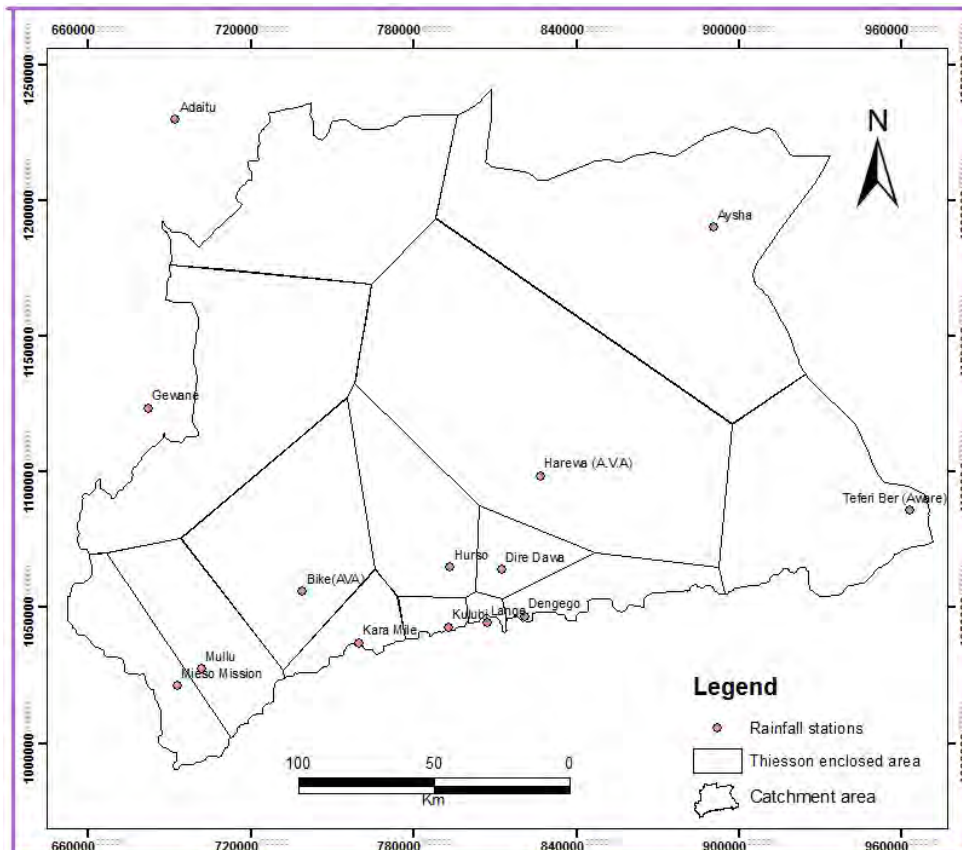 660000 720000 780000 840000 900000 960000
1250000
N
Adaitu
1200000
Aysha
1150000
Gewane
Harewa (A.V.A)
1100000
Teferi Ber (Aware)
Hurso
Dire Dawa
Bike(AVA)
1050000
Dengego
Lange
Kulubi
Kara Mile
Mullu
Mieso Mission
Legend
Rainfall stations
Thiesson enclosed area
Catchment area
1000000
100 50 0
Km
660000 720000 780000 840000 900000 960000